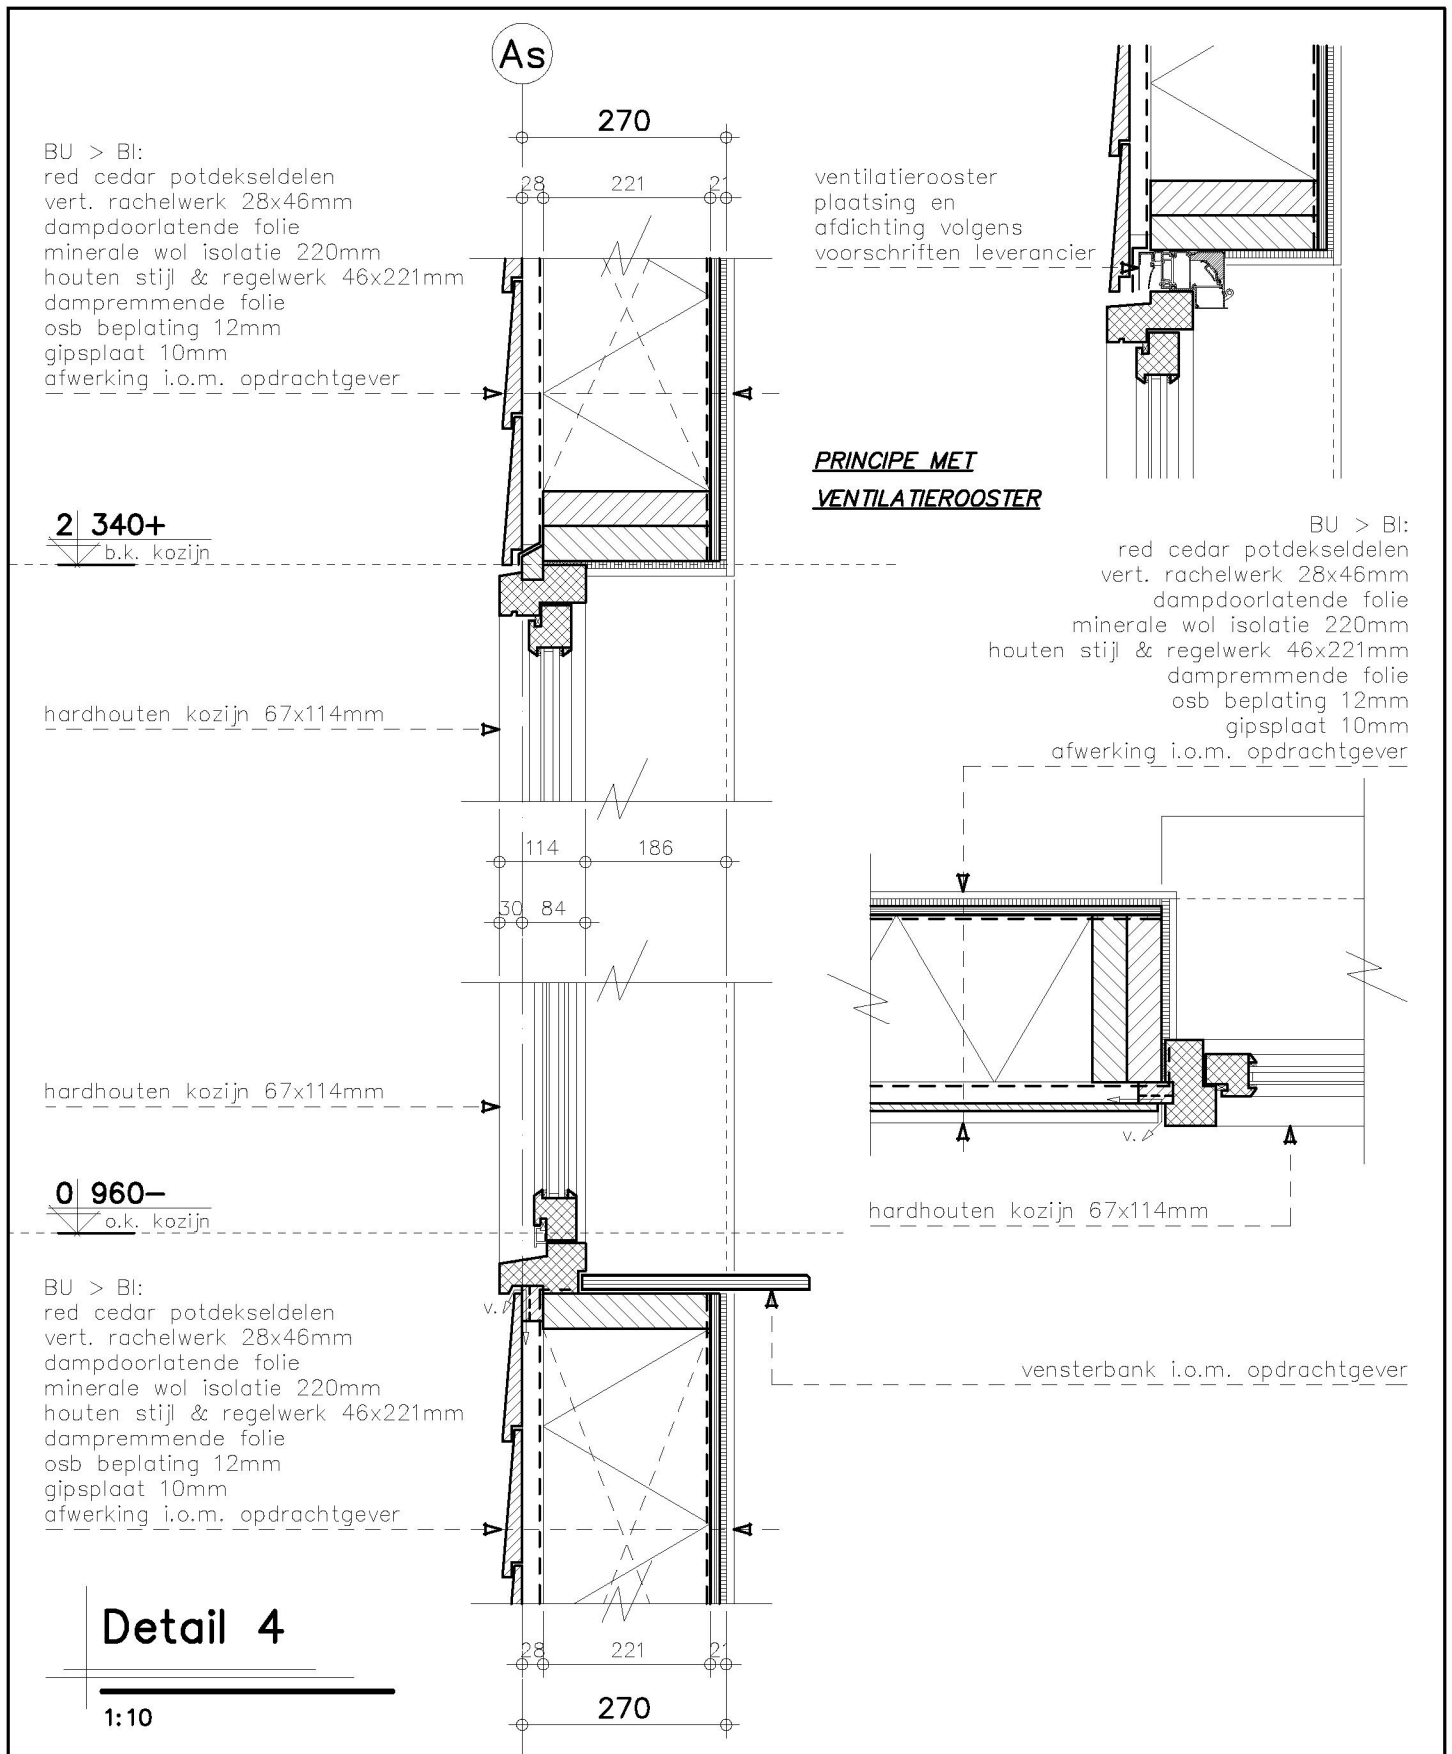 As
270
28 221 21
BU > BI:
red cedar potdekseldelen
vert. rachelwerk 28x46mm
dampdoorlatende folie
minerale wol isolatie 220mm
houten stijl & regelwerk 46x221mm
dampremmende folie
osb beplating 12mm
gipsplaat 10mm
afwerking i.o.m. opdrachtgever
ventilatierooster
plaatsing en
afdichting volgens
voorschriften leverancier
PRINCIPE MET
VENTILATIEROOSTER
2 340+
b.k. kozijn
hardhouten kozijn 67x114mm
BU > BI:
red cedar potdekseldelen
vert. rachelwerk 28x46mm
dampdoorlatende folie
minerale wol isolatie 220mm
houten stijl & regelwerk 46x221mm
dampremmende folie
osb beplating 12mm
gipsplaat 10mm
afwerking i.o.m. opdrachtgever
114 186
30 84
hardhouten kozijn 67x114mm
v.
hardhouten kozijn 67x114mm
0 960-
o.k. kozijn
v.
BU > BI:
red cedar potdekseldelen
vert. rachelwerk 28x46mm
dampdoorlatende folie
minerale wol isolatie 220mm
houten stijl & regelwerk 46x221mm
dampremmende folie
osb beplating 12mm
gipsplaat 10mm
afwerking i.o.m. opdrachtgever
vensterbank i.o.m. opdrachtgever
Detail 4
1:10
28 221 21
270